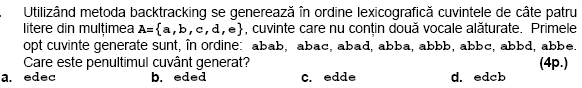 . Utilizând metoda backtracking se generează în ordine lexicografică cuvintele de câte patru
litere din mulțimea A={a,b,c,d,e}, cuvinte care nu conțin două vocale alăturate. Primele
opt cuvinte generate sunt, în ordine: abab, abac, abad, abba, abbb, abbc, abbd, abbe.
Care este penultimul cuvânt generat? (4p.)
a. edec b. eded c. edde d. edcb